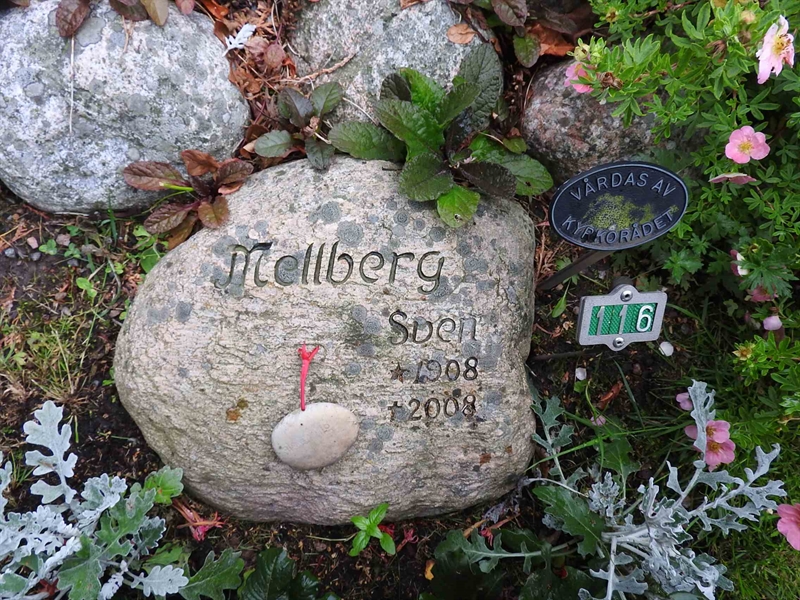 Mellberg
Sven
* 1908
+ 2008
VÅRDAS AV
KYRKORÅDET
116